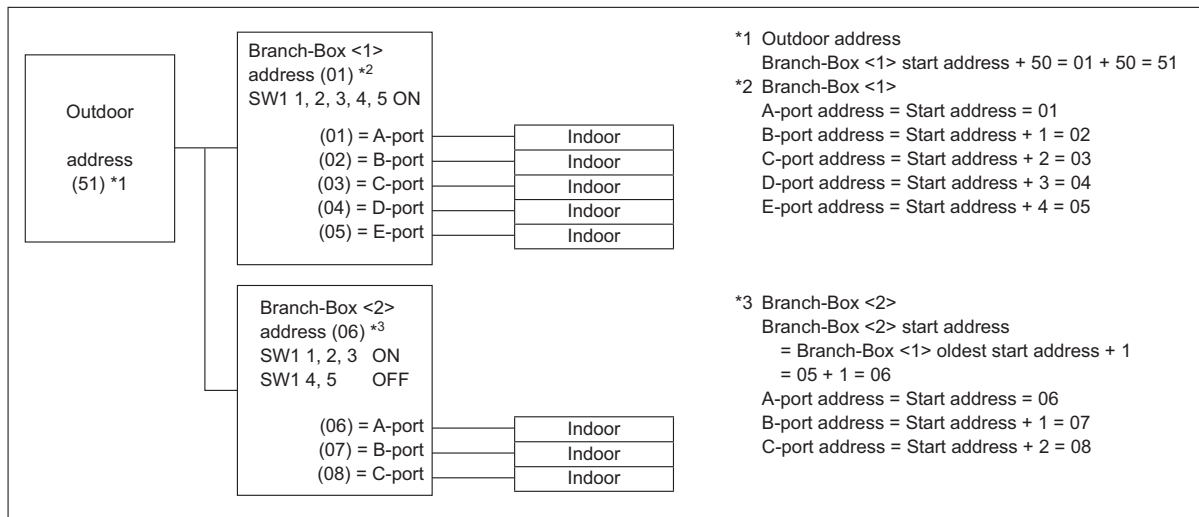 Outdoor
address
(51) *1
Branch-Box <1>
address (01) *2
SW1 1, 2, 3, 4, 5 ON
(01) = A-port
(02) = B-port
(03) = C-port
(04) = D-port
(05) = E-port
Indoor
Indoor
Indoor
Indoor
Indoor
Branch-Box <2>
address (06) *3
SW1 1, 2, 3 ON
SW1 4, 5 OFF
(06) = A-port
(07) = B-port
(08) = C-port
Indoor
Indoor
Indoor
*1 Outdoor address
Branch-Box <1> start address + 50 = 01 + 50 = 51
*2 Branch-Box <1>
A-port address = Start address = 01
B-port address = Start address + 1 = 02
C-port address = Start address + 2 = 03
D-port address = Start address + 3 = 04
E-port address = Start address + 4 = 05
*3 Branch-Box <2>
Branch-Box <2> start address
= Branch-Box <1> oldest start address + 1
= 05 + 1 = 06
A-port address = Start address = 06
B-port address = Start address + 1 = 07
C-port address = Start address + 2 = 08